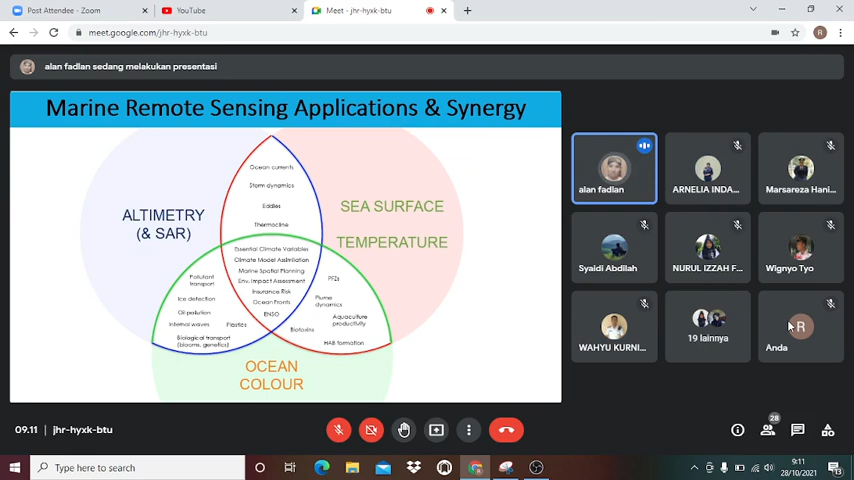 Post Attendee - Zoom
YouTube
Meet - jhr-hyxk-btu
meet.google.com/jhr-hyxk-btu
R
alan fadlan sedang melakukan presentasi
Marine Remote Sensing Applications & Synergy
ALTIMETRY
(& SAR)
SEA SURFACE
TEMPERATURE
OCEAN
COLOUR
Ocean currents
Storm dynamics
Eddies
Thermocline
Essential Climate Variables
Climate Model Assimilation
Marine Spatial Planning
Env. Impact Assessment
Insurance Risk
Ocean Fronts
ENSO
Pollutant
transport
Ice detection
Oil pollution
Internal waves
Plastics
Biological transport
(blooms, genetics)
PFZs
Plume
dynamics
Aquaculture
productivity
Biotoxins
HAB formation
alan fadlan
ARNELIA INDA...
Marsareza Hani...
Syaidi Abdilah
NURUL IZZAH F...
Wignyo Tyo
WAHYU KURNI...
19 lainnya
R
Anda
09.11 | jhr-hyxk-btu
28
Type here to search
9:11
28/10/2021
13